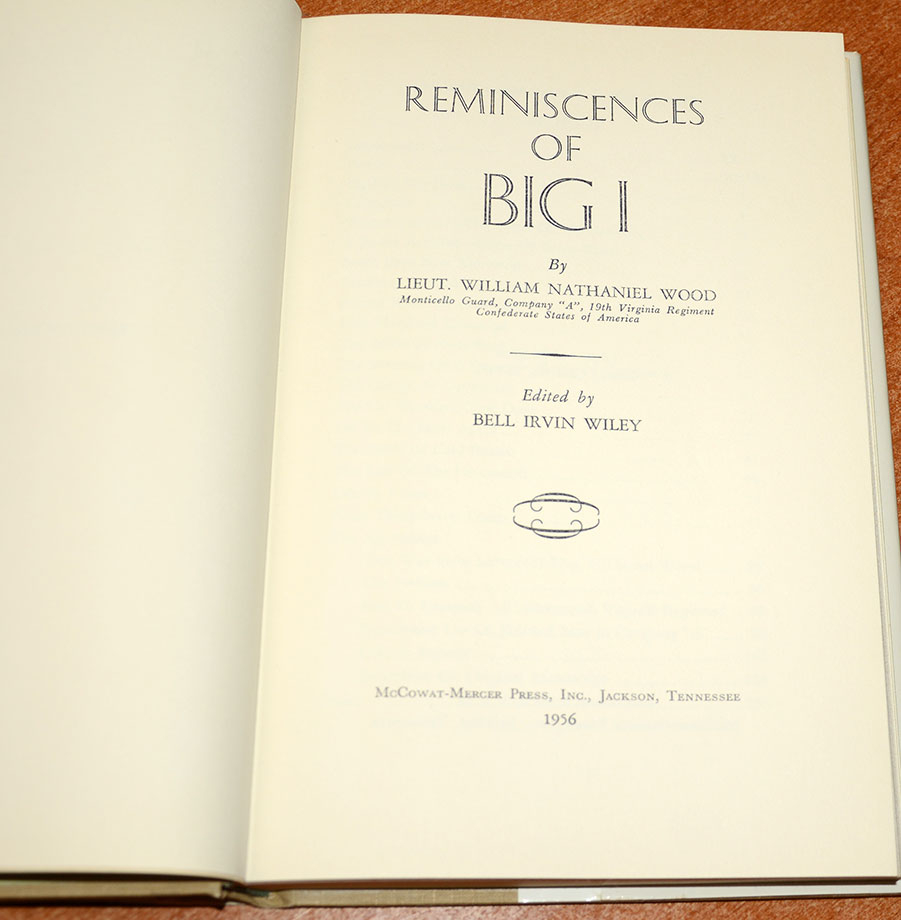 REMINISCENCES
OF
BIG I
By
LIEUT. WILLIAM NATHANIEL WOOD
Monticello Guard, Company "A", 19th Virginia Regiment
Confederate States of America
Edited by
BELL IRVIN WILEY
McCowat-Mercer Press, Inc., Jackson, Tennessee
1956